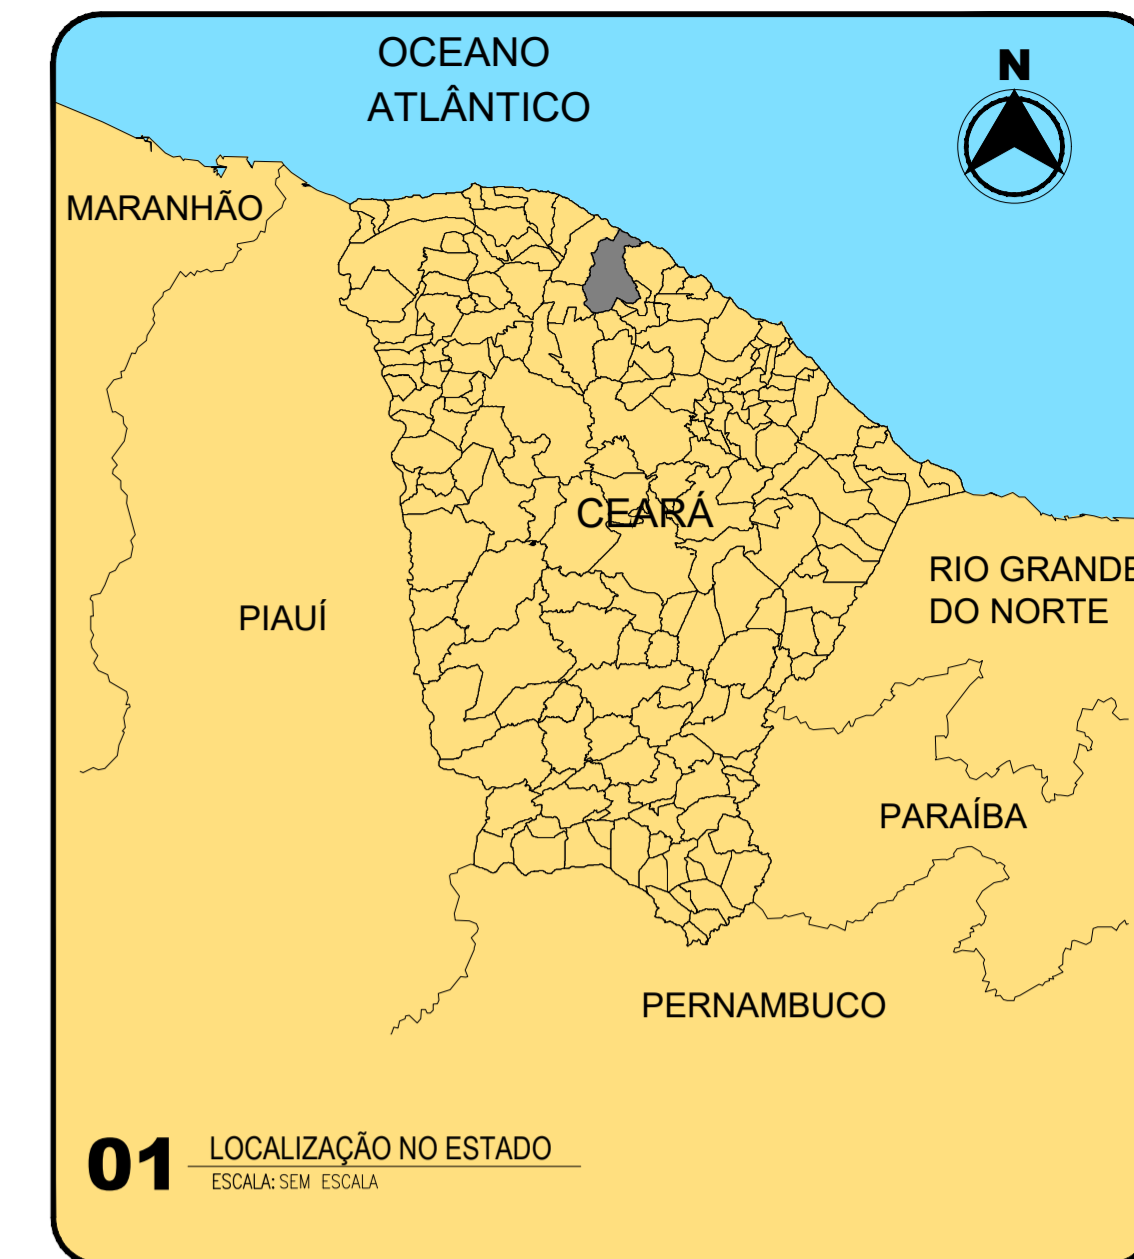 OCEANO
ATLÂNTICO
N
MARANHÃO
CEARÁ
RIO GRANDE
DO NORTE
PIAUÍ
PARAÍBA
PERNAMBUCO
01 LOCALIZAÇÃO NO ESTADO
ESCALA: SEM ESCALA